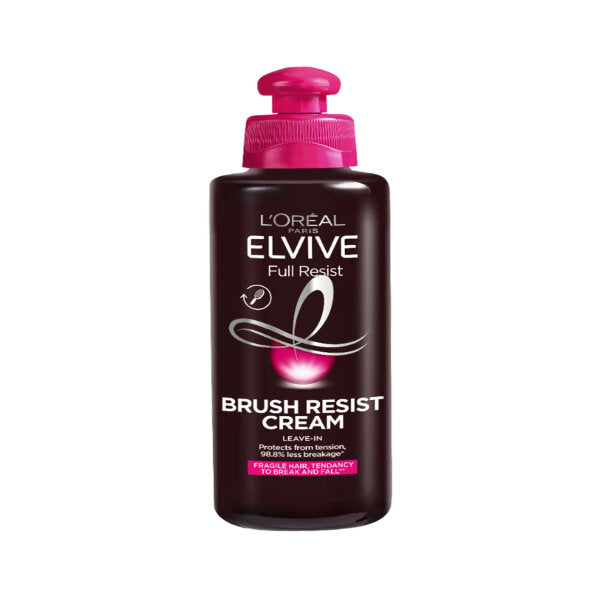 L'ORÉAL
PARIS
ELVIVE
Full Resist
BRUSH RESIST
CREAM
LEAVE-IN
Protects from tension,
98.8% less breakage*
FRAGILE HAIR, TENDANCY
TO BREAK AND FALL**